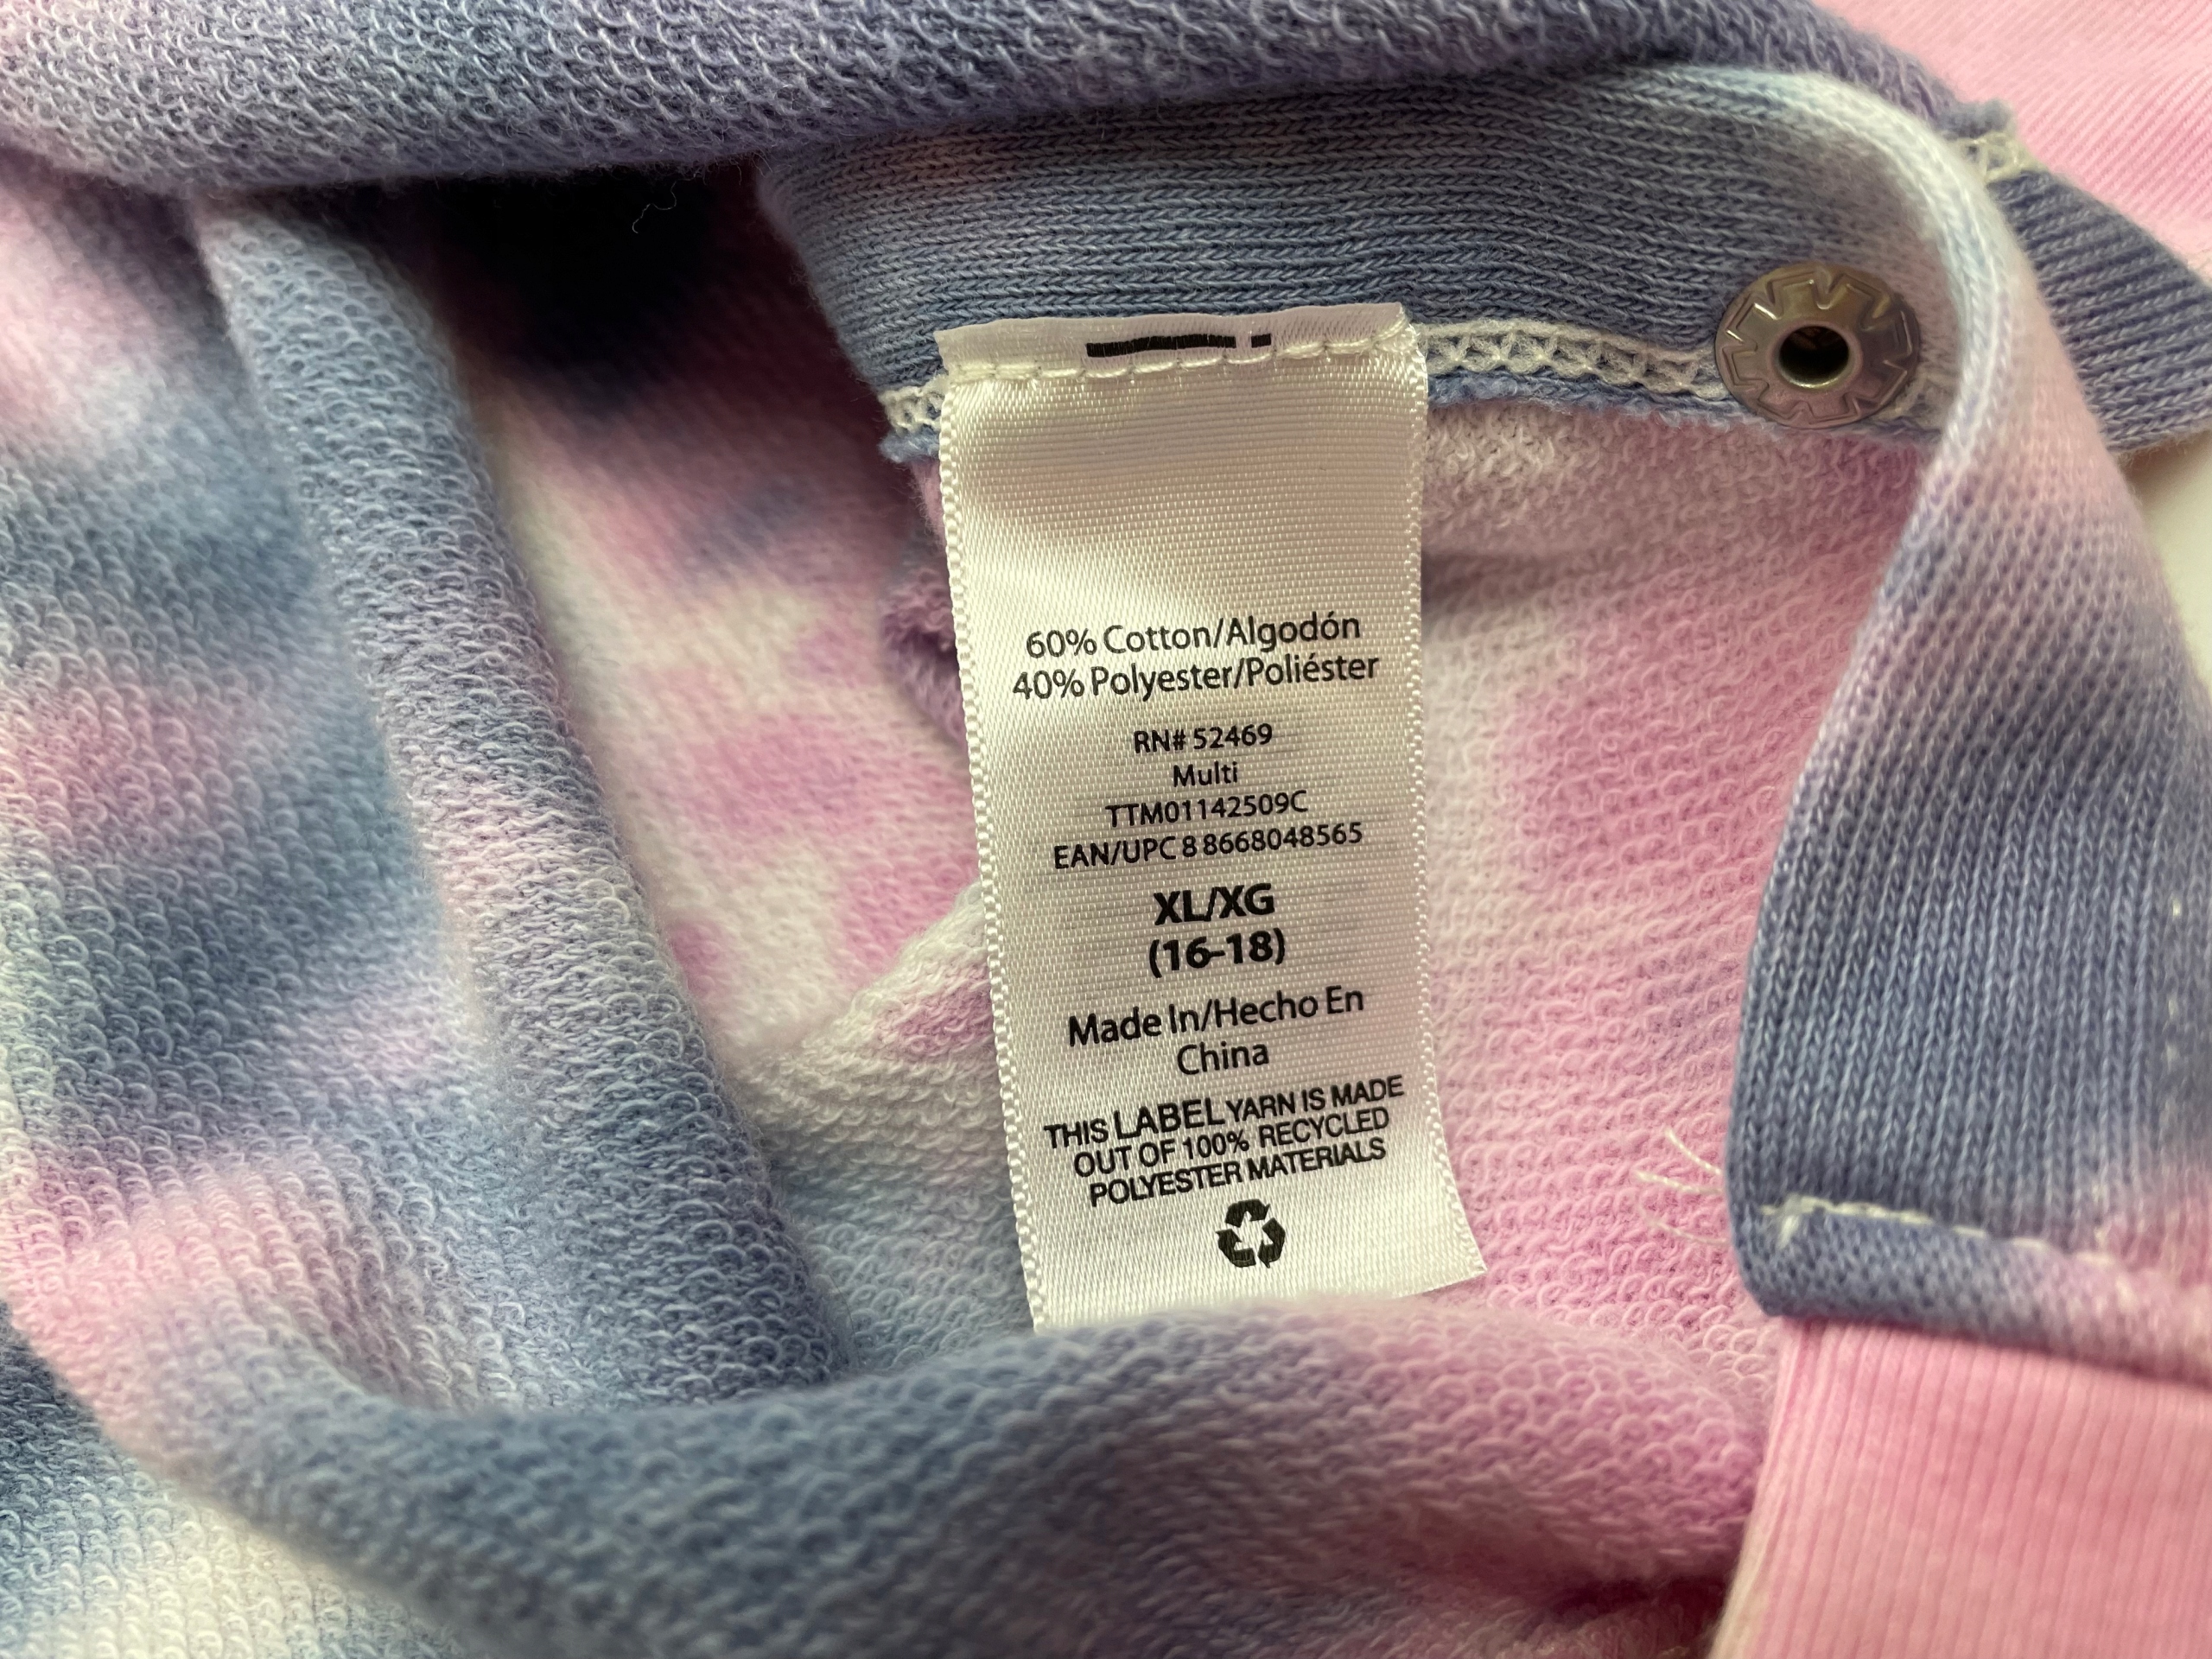 60% Cotton/Algodón
40% Polyester/Poliéster
RN# 52469
Multi
TTM01142509C
EAN/UPC 8 8668048565
XL/XG
(16-18)
Made In/Hecho En
China
THIS LABEL YARN IS MADE
OUT OF 100% RECYCLED
POLYESTER MATERIALS